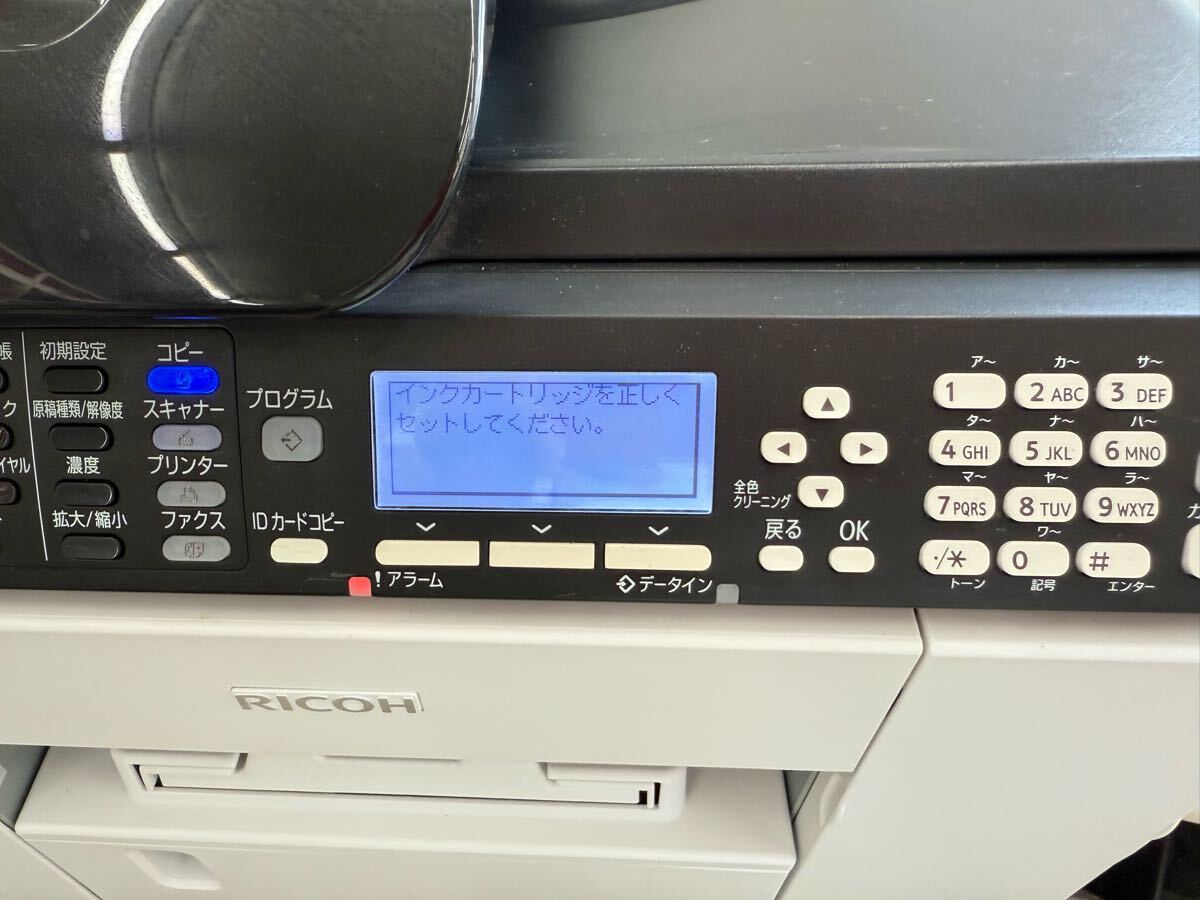 初期設定
原稿種類/解像度
濃度
拡大/縮小
コピー
スキャナー
プリンター
ファクス
プログラム
IDカードコピー
インクカートリッジを正しく
セットしてください。
!アラーム
データイン
全色
クリーニング
戻る
OK
ア～
カ～
サ～
1
2 ABC
3 DEF
タ～
ナ～
ハ～
4 GHI
5 JKL
6 MNO
マ～
ヤ～
ラ～
7 PQRS
8 TUV
9 WXYZ
ワ～
·/*
0
#
トーン
記号
エンター
RICOH